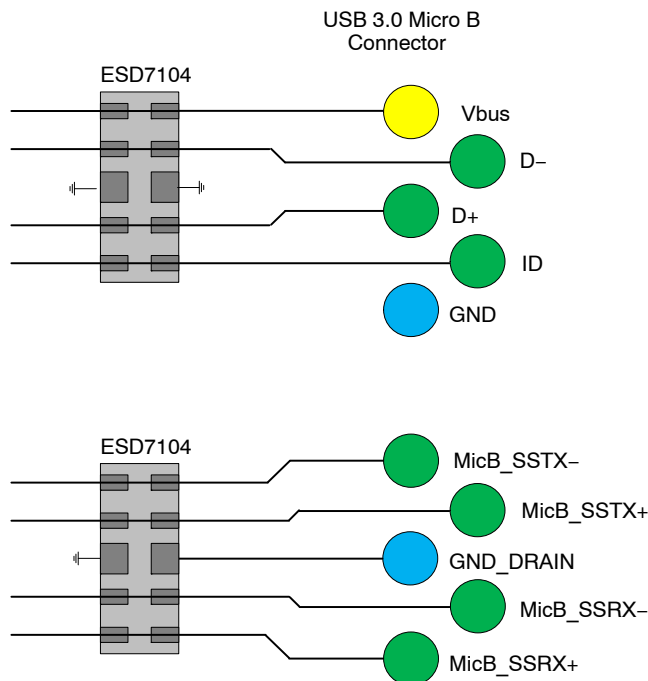 USB 3.0 Micro B
Connector
ESD7104
Vbus
D−
D+
ID
GND
ESD7104
MicB_SSTX−
MicB_SSTX+
GND_DRAIN
MicB_SSRX−
MicB_SSRX+